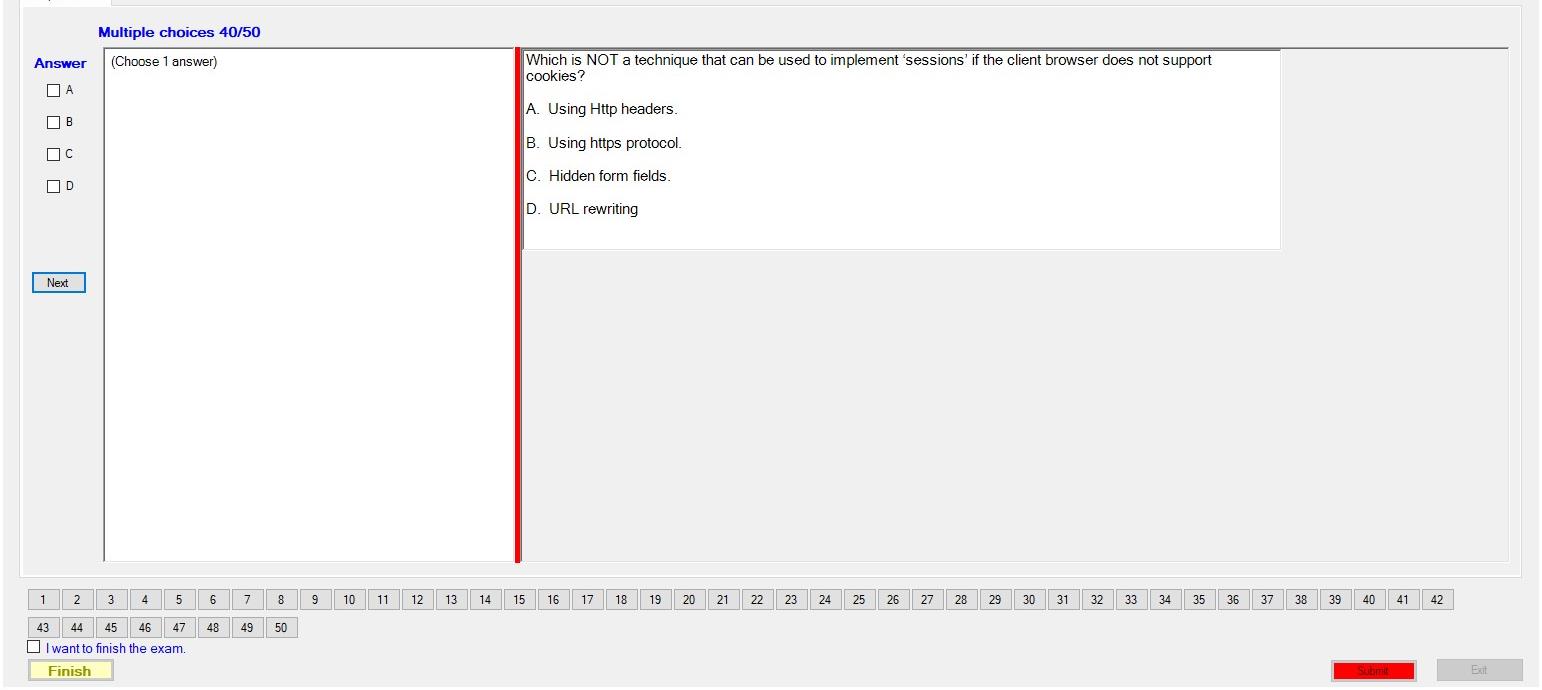 Multiple choices 40/50
Answer
(Choose 1 answer)
A
B
C
D
Next
Which is NOT a technique that can be used to implement ‘sessions’ if the client browser does not support
cookies?
A. Using Http headers.
B. Using https protocol.
C. Hidden form fields.
D. URL rewriting
1 2 3 4 5 6 7 8 9 10 11 12 13 14 15 16 17 18 19 20 21 22 23 24 25 26 27 28 29 30 31 32 33 34 35 36 37 38 39 40 41 42
43 44 45 46 47 48 49 50
I want to finish the exam.
Finish
Submit
Exit